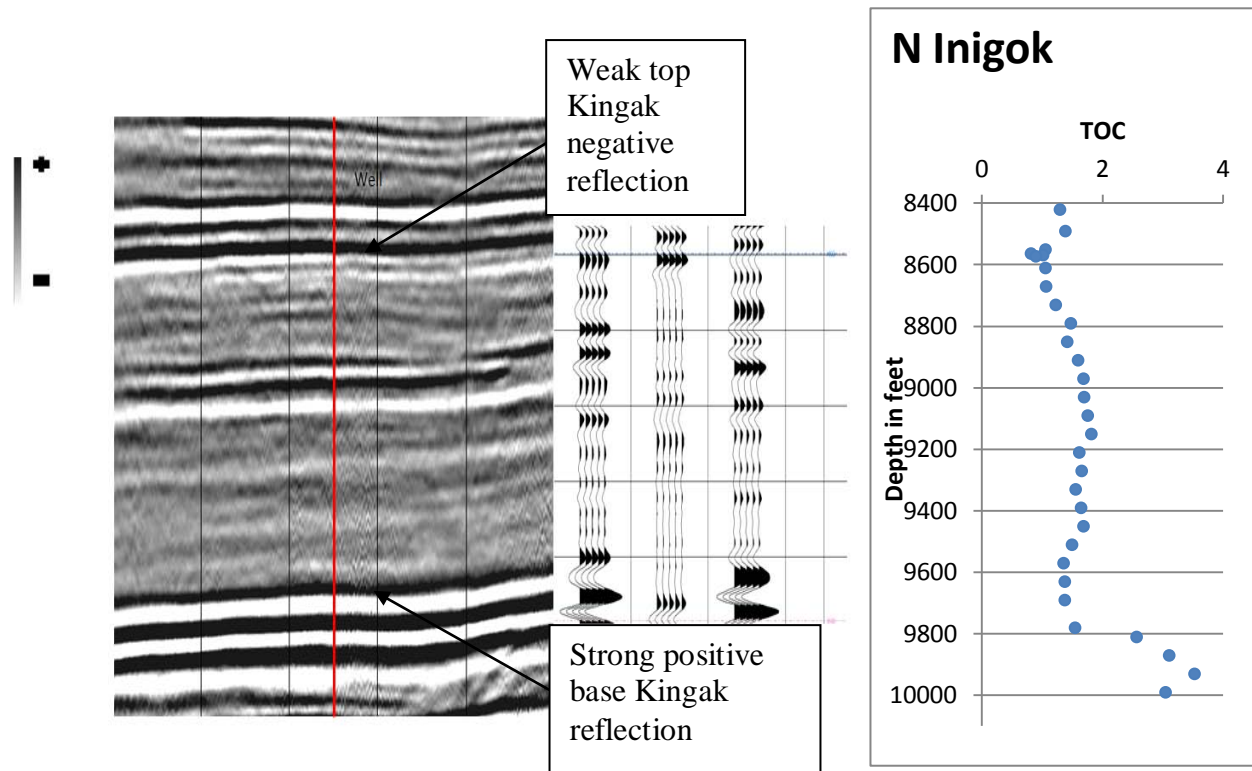 Weak top
Kingak
negative
reflection
Well
Strong positive
base Kingak
reflection
N Inigok
TOC
0 2 4
Depth in feet
8400
8600
8800
9000
9200
9400
9600
9800
10000